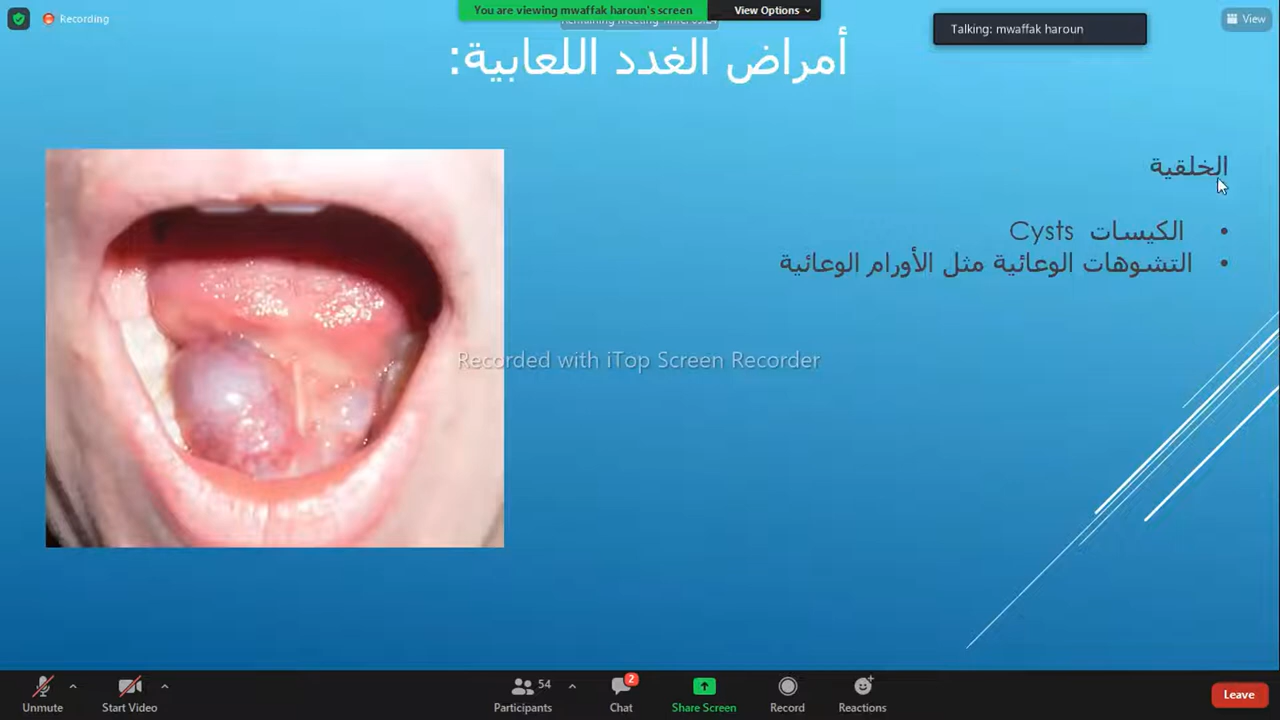 Recording
You are viewing mwaffak haroun's screen
View Options
Talking: mwaffak haroun
View
أمراض الغدد اللعابية:
الخلقية
الكيسات Cysts
التشوهات الوعائية مثل الأورام الوعائية
Recorded with iTop Screen Recorder
Unmute
Start Video
54
Participants
2
Chat
Share Screen
Record
Reactions
Leave